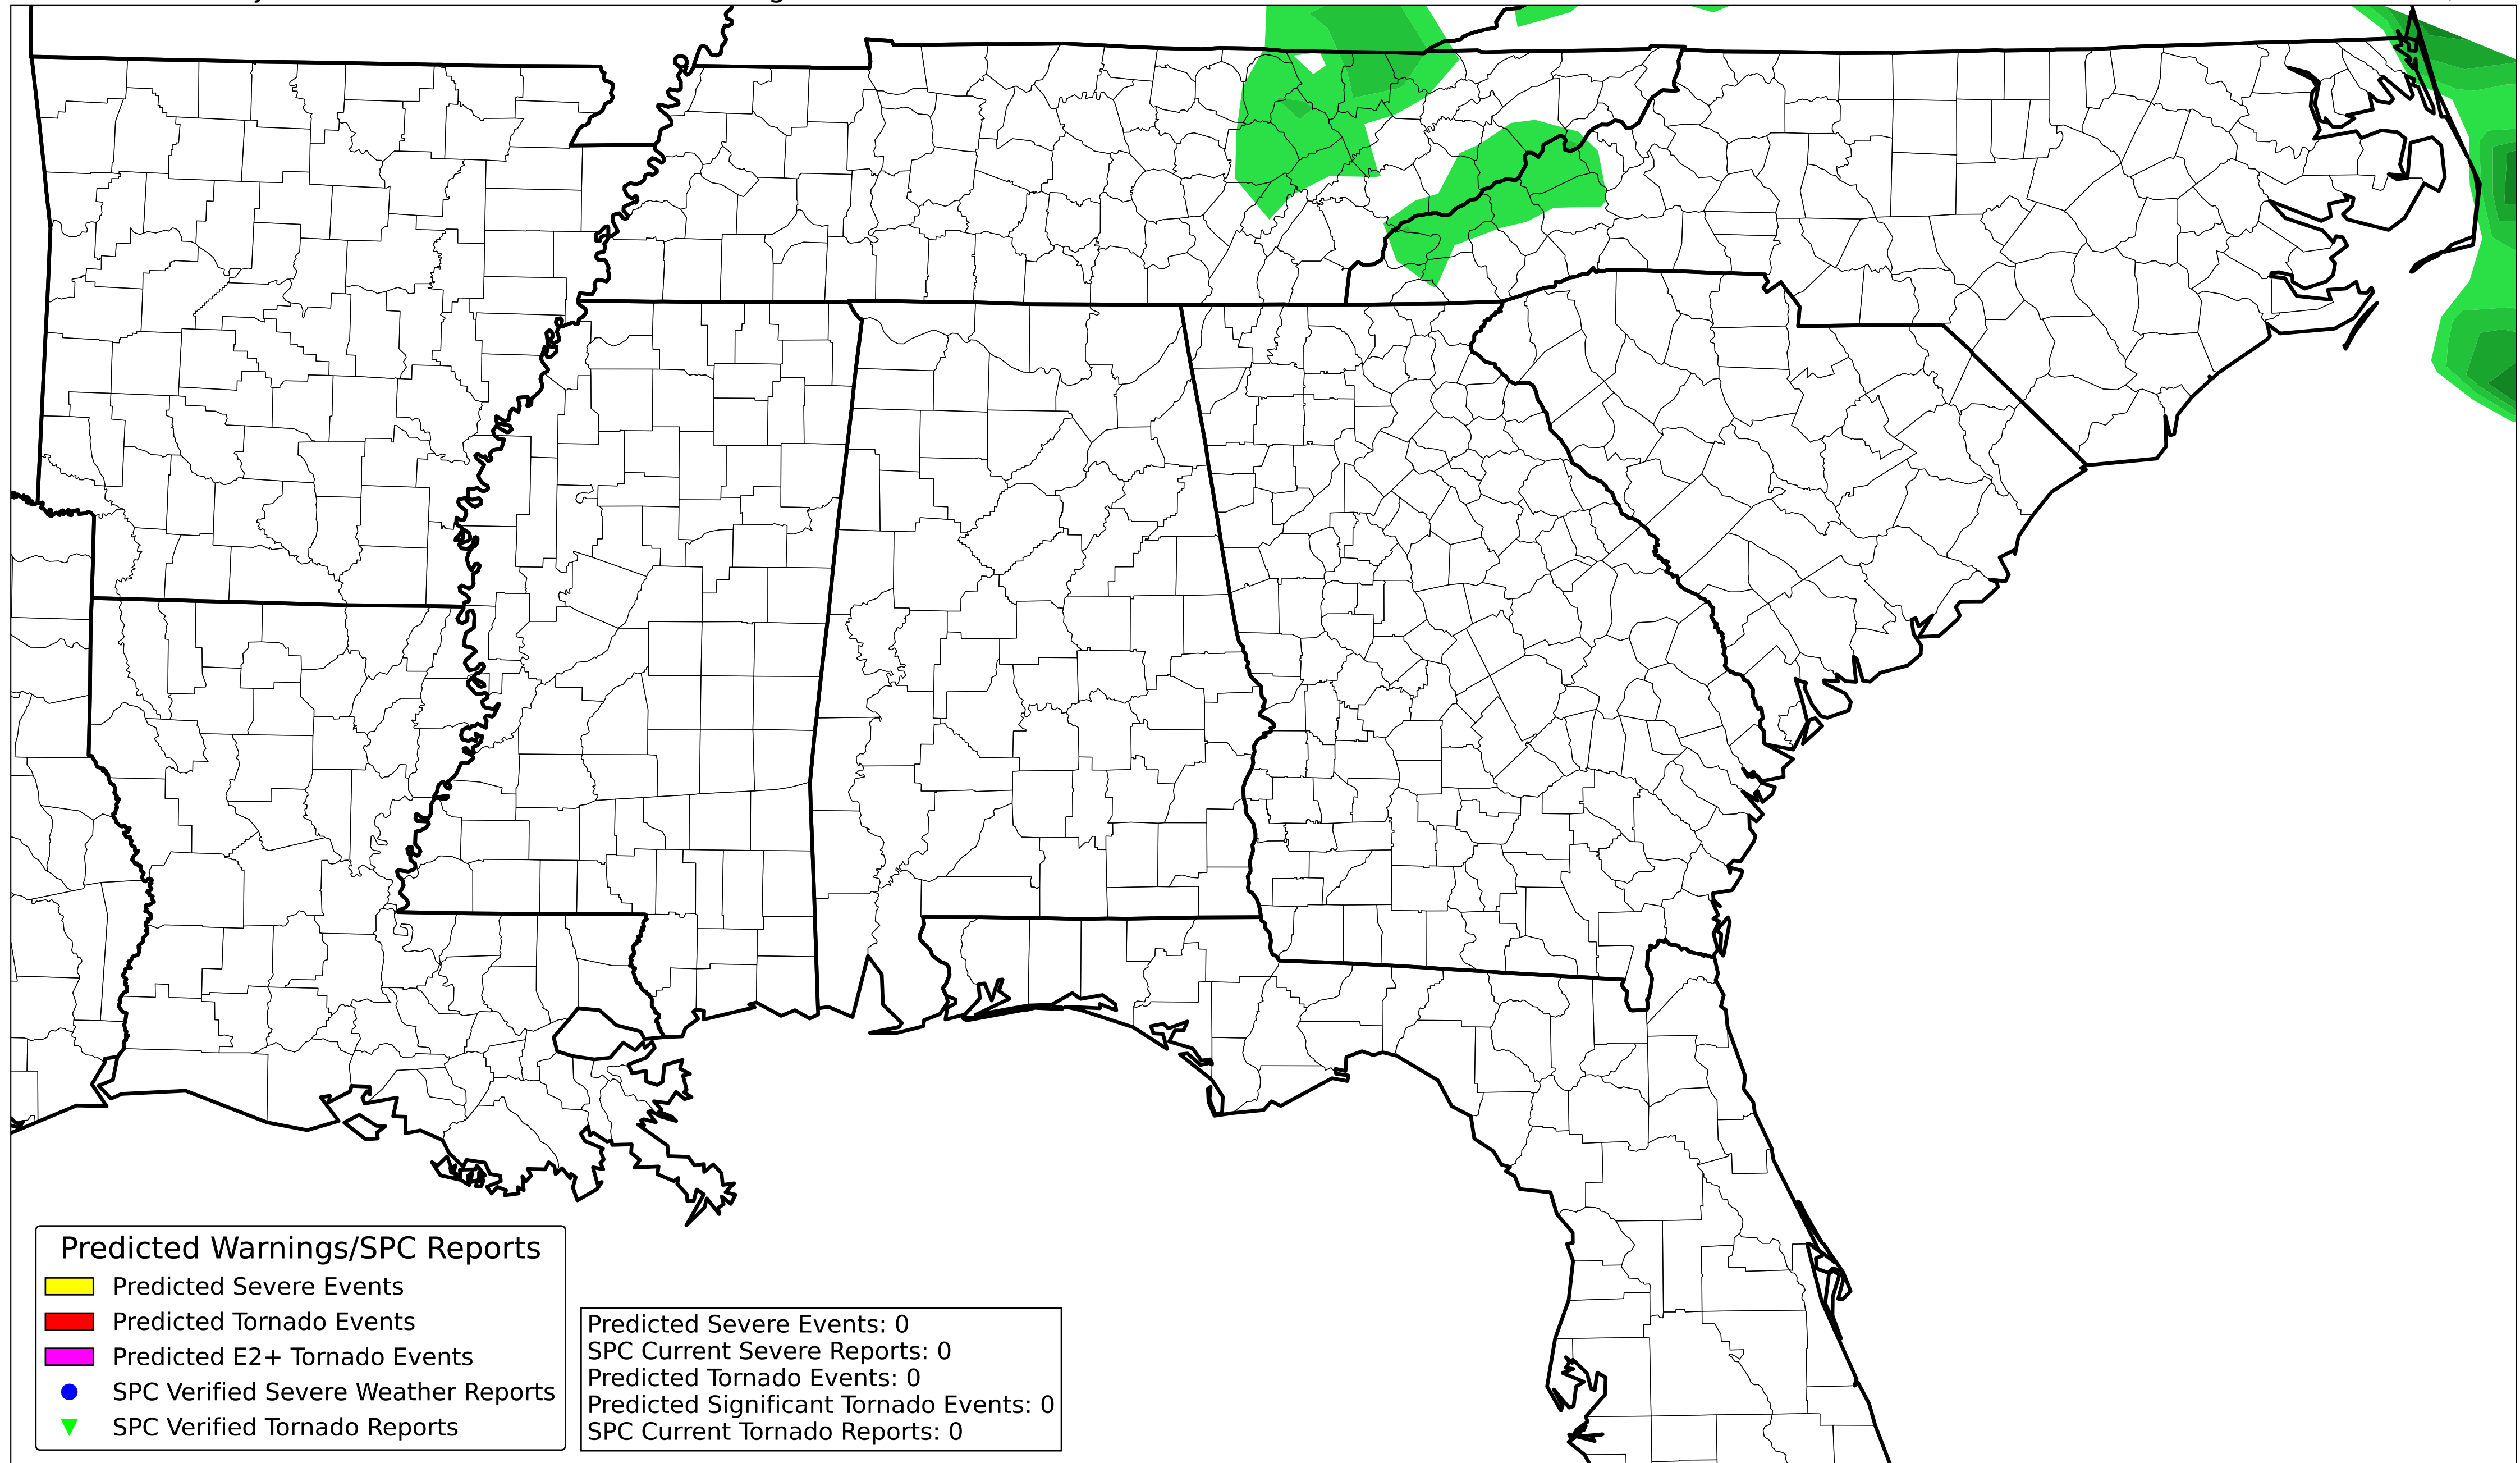 Predicted Warnings/SPC Reports
Predicted Severe Events
Predicted Tornado Events
Predicted E2+ Tornado Events
SPC Verified Severe Weather Reports
SPC Verified Tornado Reports
Predicted Severe Events: 0
SPC Current Severe Reports: 0
Predicted Tornado Events: 0
Predicted Significant Tornado Events: 0
SPC Current Tornado Reports: 0